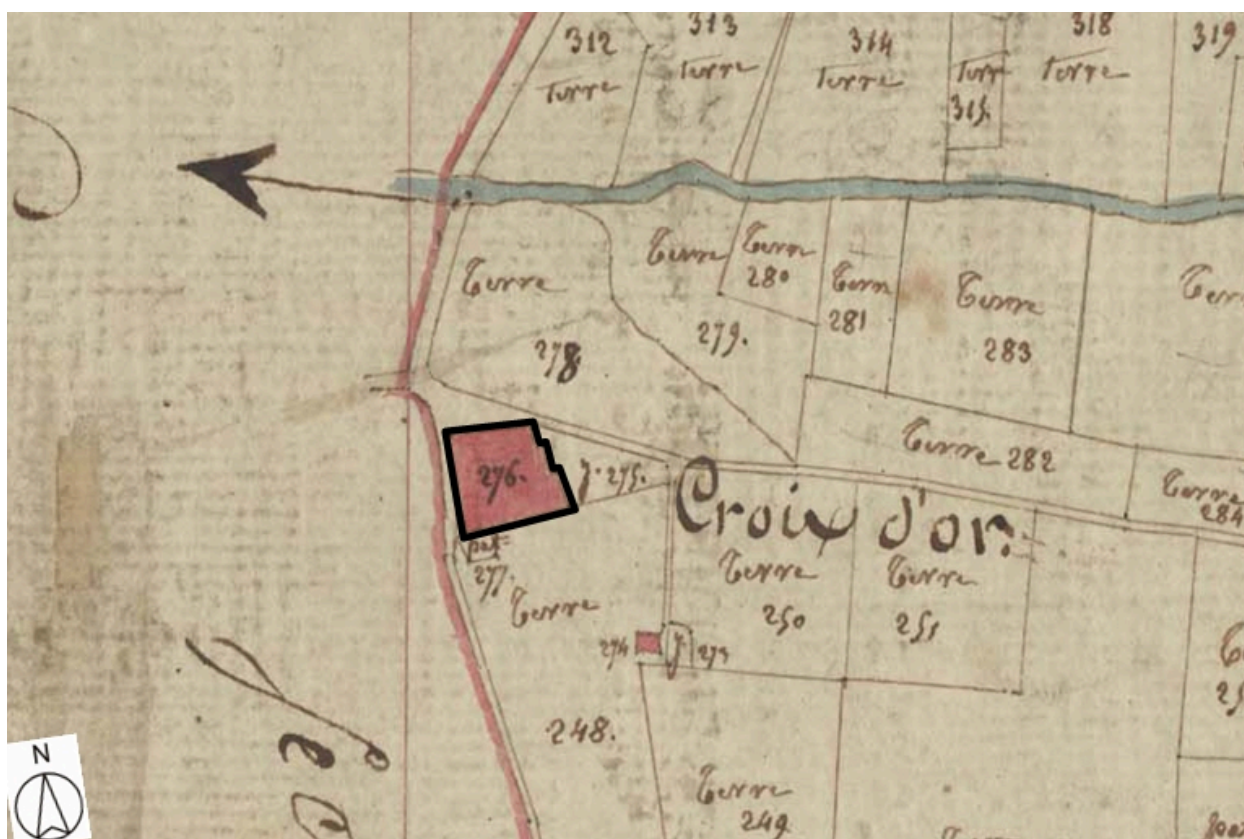 312
Terre
313
Terre
314
Terre
Terre
315.
318
Terre
319
Terre
278
Terre
279.
Terre
280
Terre
281
Terre
283
Terre 282
Terre
284
276.
J. 275.
Croix d'or.
277.
Terre
Terre
250
Terre
251
274
J.
273
248.
Terre
249
N